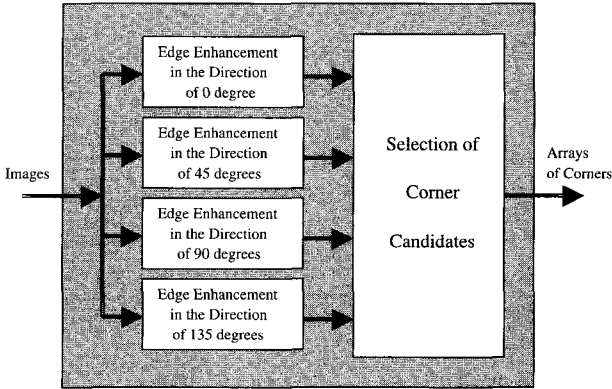 Images
Edge Enhancement
in the Direction
of 0 degree
Edge Enhancement
in the Direction
of 45 degrees
Edge Enhancement
in the Direction
of 90 degrees
Edge Enhancement
in the Direction
of 135 degrees
Selection of
Corner
Candidates
Arrays
of Corners